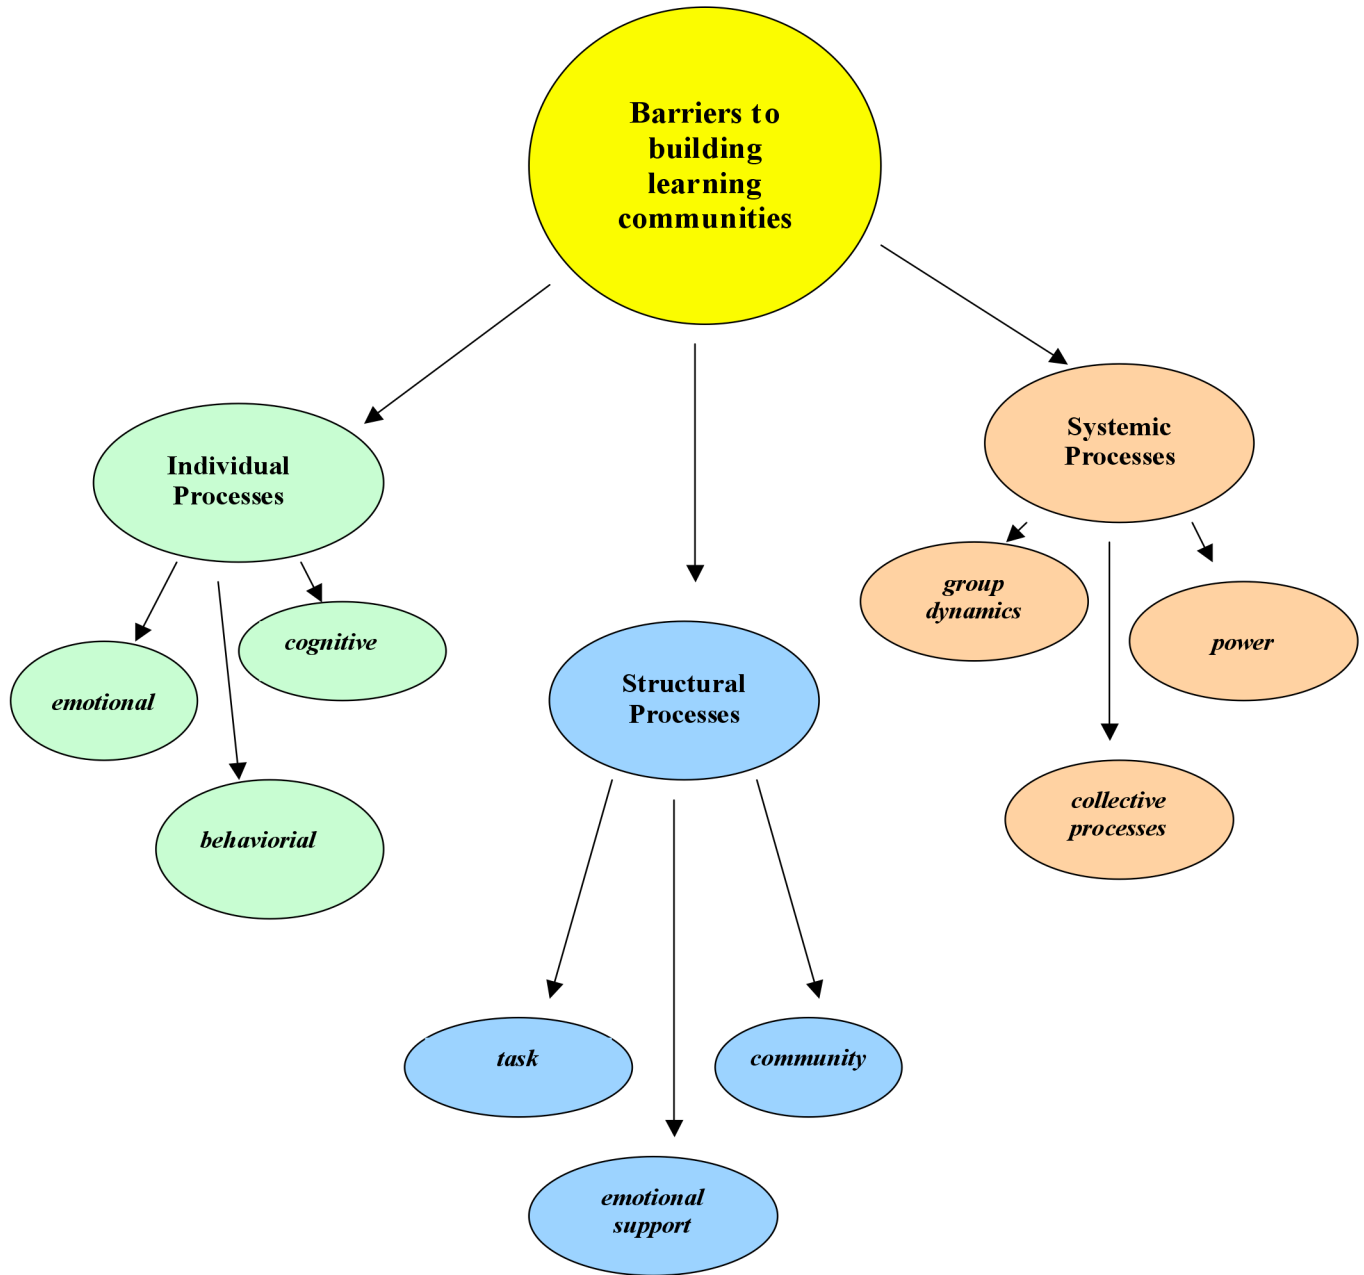 Barriers to
building
learning
communities
Individual
Processes
emotional
behaviorial
cognitive
Structural
Processes
task
emotional
support
community
Systemic
Processes
group
dynamics
collective
processes
power